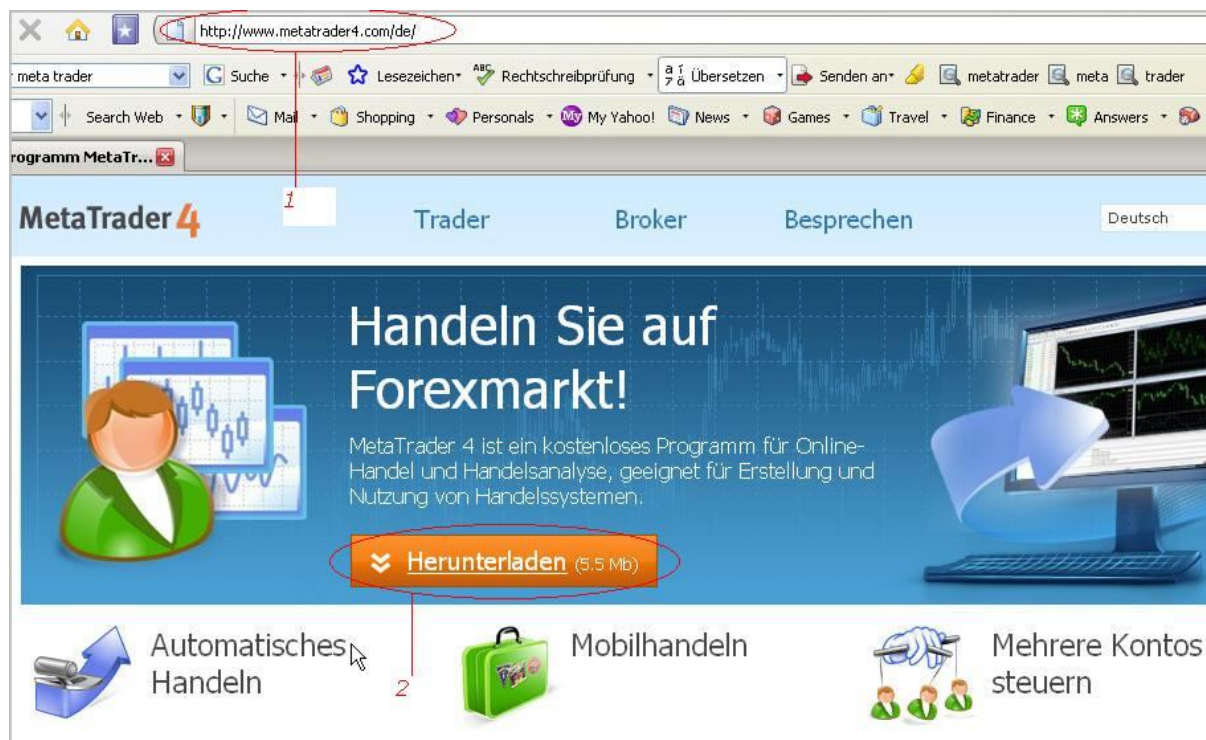 http://www.metatrader4.com/de/
meta trader Suche Lesezeichen ABC Rechtschreibprüfung Übersetzen Senden an metatrader meta trader
Search Web Mail Shopping Personals My My Yahoo! News Games Travel Finance Answers
rogramm MetaTr...
1
MetaTrader 4 Trader Broker Besprechen Deutsch
Handeln Sie auf
Forexmarkt!
MetaTrader 4 ist ein kostenloses Programm für Online-
Handel und Handelsanalyse, geeignet für Erstellung und
Nutzung von Handelssystemen.
Herunterladen (5.5 Mb)
Automatisches
Handeln
Mobilhandeln
Mehrere Kontos
steuern
2